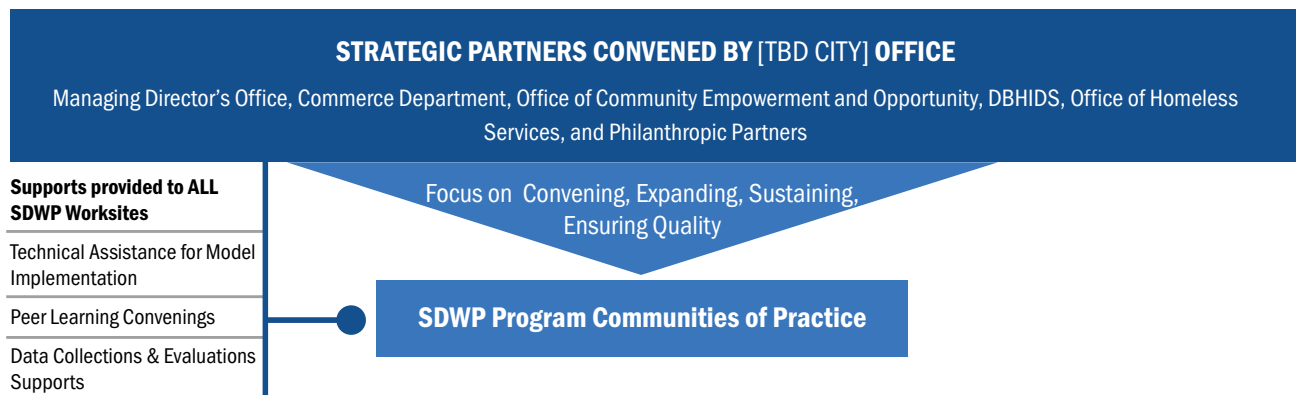 STRATEGIC PARTNERS CONVENED BY [TBD CITY] OFFICE
Managing Director’s Office, Commerce Department, Office of Community Empowerment and Opportunity, DBHIDS, Office of Homeless
Services, and Philanthropic Partners
Supports provided to ALL
SDWP Worksites
Technical Assistance for Model
Implementation
Peer Learning Convenings
Data Collections & Evaluations
Supports
Focus on Convening, Expanding, Sustaining,
Ensuring Quality
SDWP Program Communities of Practice